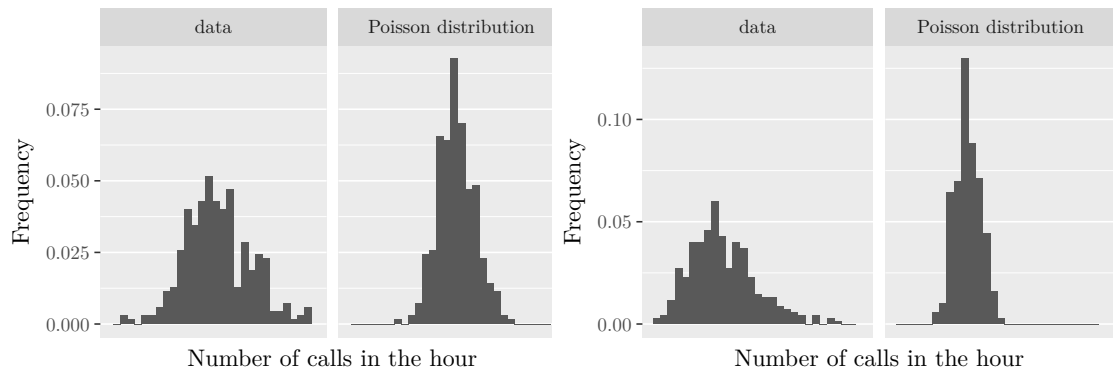 data
Poisson distribution
Frequency
0.075
0.050
0.025
0.000
Number of calls in the hour
data
Poisson distribution
Frequency
0.10
0.05
0.00
Number of calls in the hour